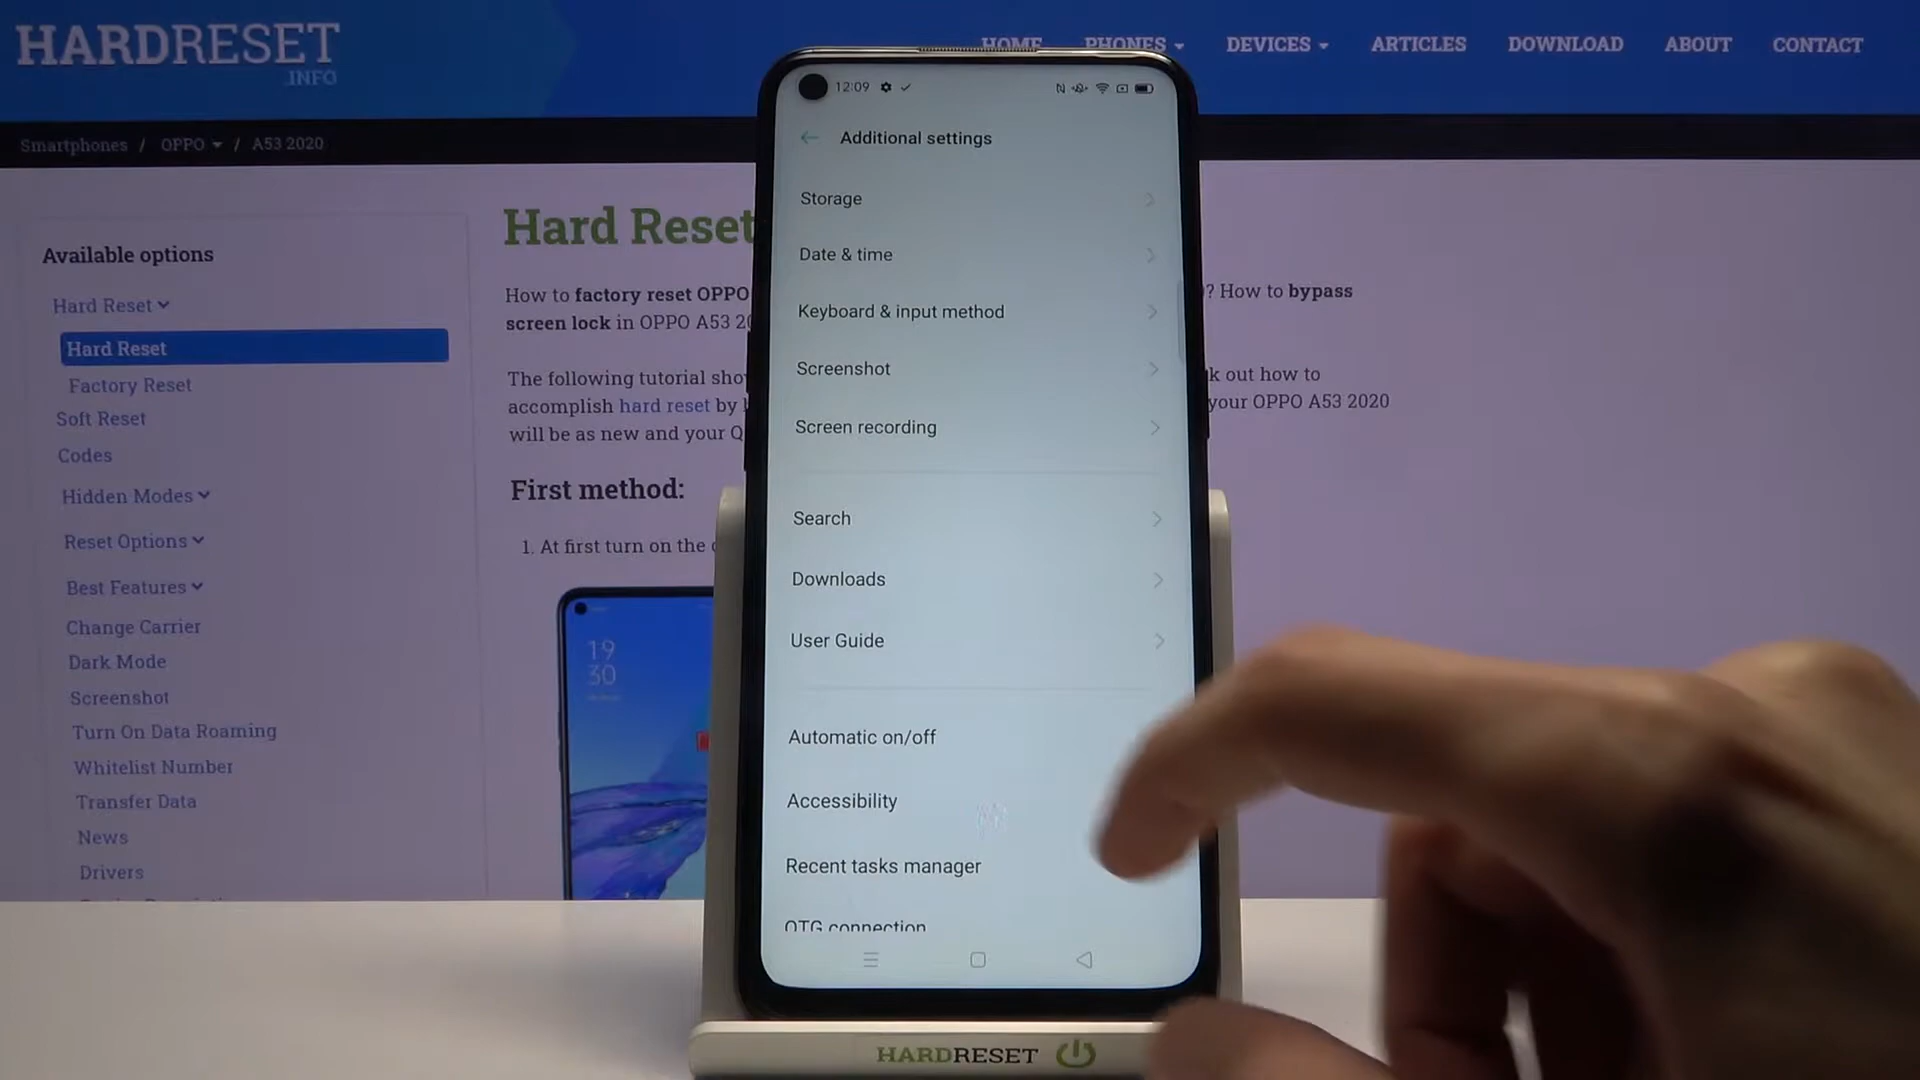 HARDRESET
.INFO
HOME
PHONES
DEVICES
ARTICLES
DOWNLOAD
ABOUT
CONTACT
Smartphones / OPPO / A53 2020
Available options
Hard Reset
Hard Reset
Factory Reset
Soft Reset
Codes
Hidden Modes
Reset Options
Best Features
Change Carrier
Dark Mode
Screenshot
Turn On Data Roaming
Whitelist Number
Transfer Data
News
Drivers
Hard Reset
How to factory reset OPPO
? How to bypass
screen lock in OPPO A53
The following tutorial
out how to
accomplish hard reset by
your OPPO A53 2020
will be as new and your
First method:
1. At first turn on the
19
30
12:09
Additional settings
Storage
Date & time
Keyboard & input method
Screenshot
Screen recording
Search
Downloads
User Guide
Automatic on/off
Accessibility
Recent tasks manager
OTG connection
HARDRESET